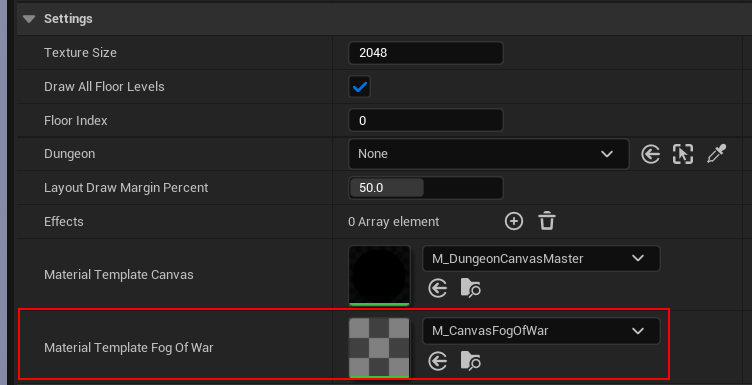 Settings
Texture Size 2048
Draw All Floor Levels
Floor Index 0
Dungeon None
Layout Draw Margin Percent 50.0
Effects 0 Array element
Material Template Canvas M_DungeonCanvasMaster
Material Template Fog Of War M_CanvasFogOfWar